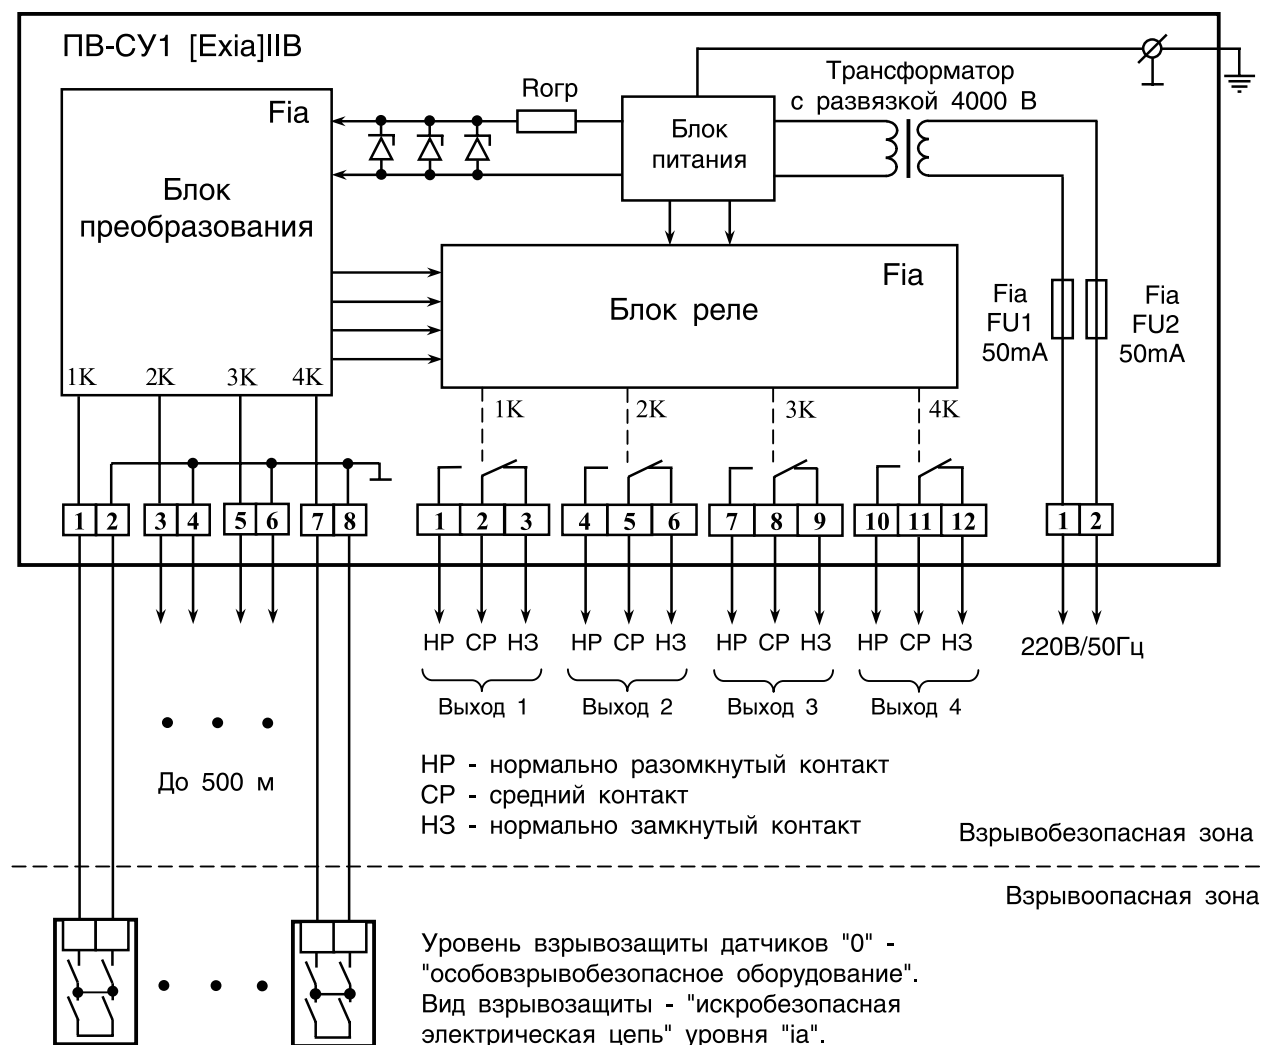 ПВ-СУ1 [Exia]IIB
Трансформатор
с развязкой 4000 В
Rогр
Fia
Блок
питания
Блок
преобразования
Fia
Блок реле
Fia
FU1
50mA
Fia
FU2
50mA
1K 2K 3K 4K
1K 2K 3K 4K
1 2 3 4 5 6 7 8 1 2 3 4 5 6 7 8 9 10 11 12 1 2
НР СР НЗ НР СР НЗ НР СР НЗ НР СР НЗ 220В/50Гц
Выход 1 Выход 2 Выход 3 Выход 4
До 500 м
НР - нормально разомкнутый контакт
СР - средний контакт
НЗ - нормально замкнутый контакт
Взрывобезопасная зона
Взрывоопасная зона
Уровень взрывозащиты датчиков "0" -
"особовзрывобезопасное оборудование".
Вид взрывозащиты - "искробезопасная
электрическая цепь" уровня "ia".